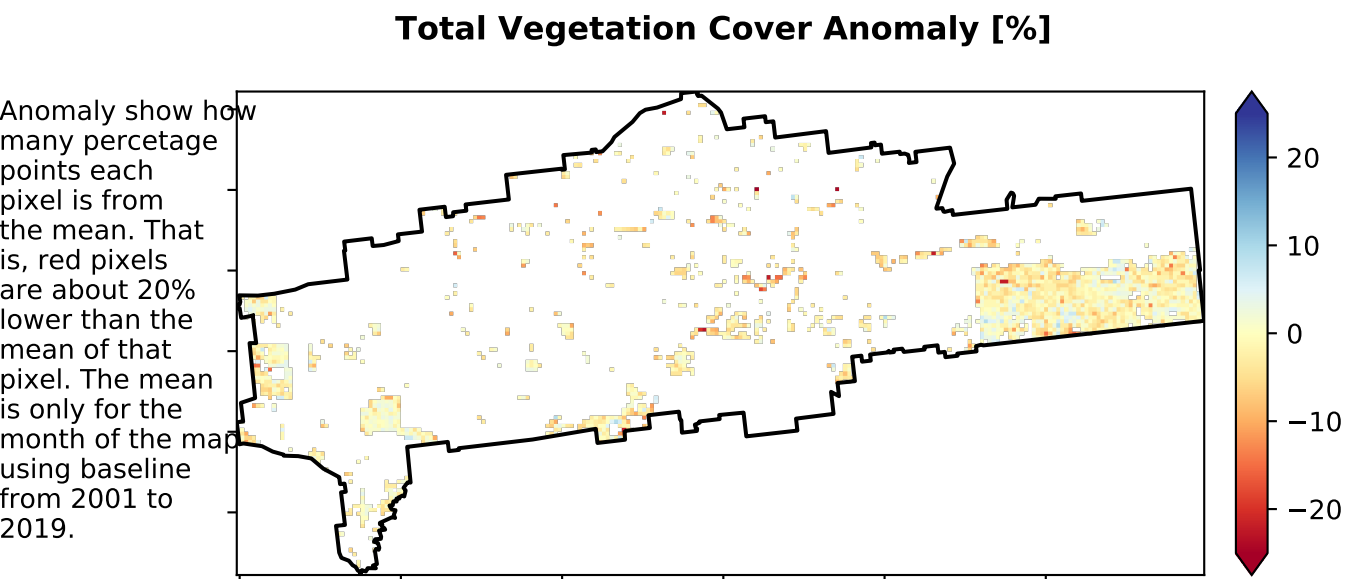 Total Vegetation Cover Anomaly [%]
Anomaly show how
many percetage
points each
pixel is from
the mean. That
is, red pixels
are about 20%
lower than the
mean of that
pixel. The mean
is only for the
month of the map
using baseline
from 2001 to
2019.
20
10
0
−10
−20